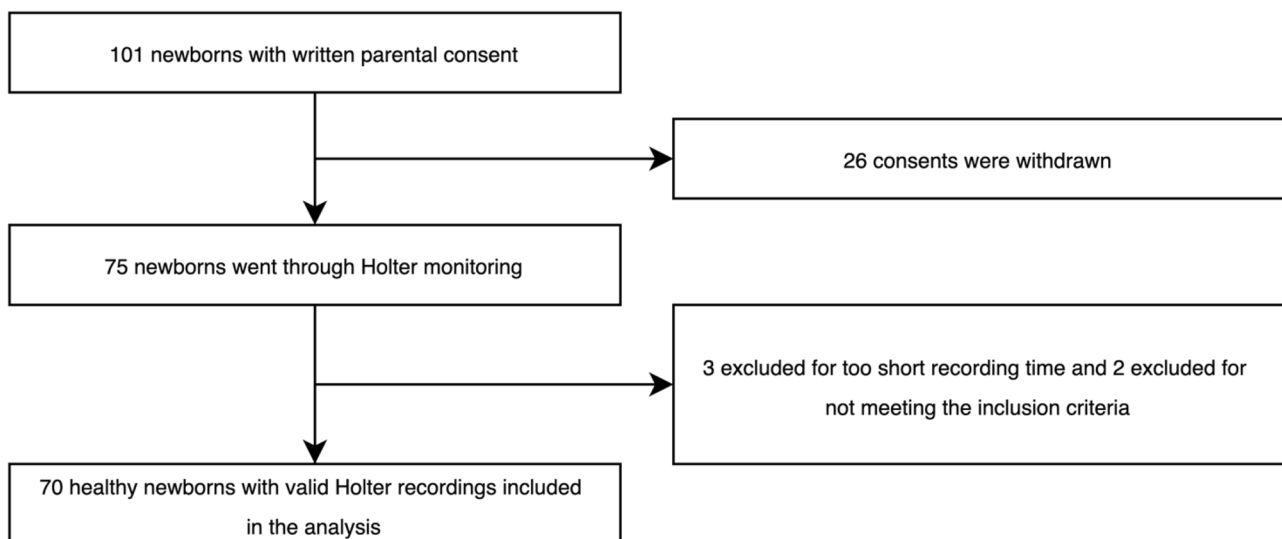 101 newborns with written parental consent
26 consents were withdrawn
75 newborns went through Holter monitoring
3 excluded for too short recording time and 2 excluded for
not meeting the inclusion criteria
70 healthy newborns with valid Holter recordings included
in the analysis